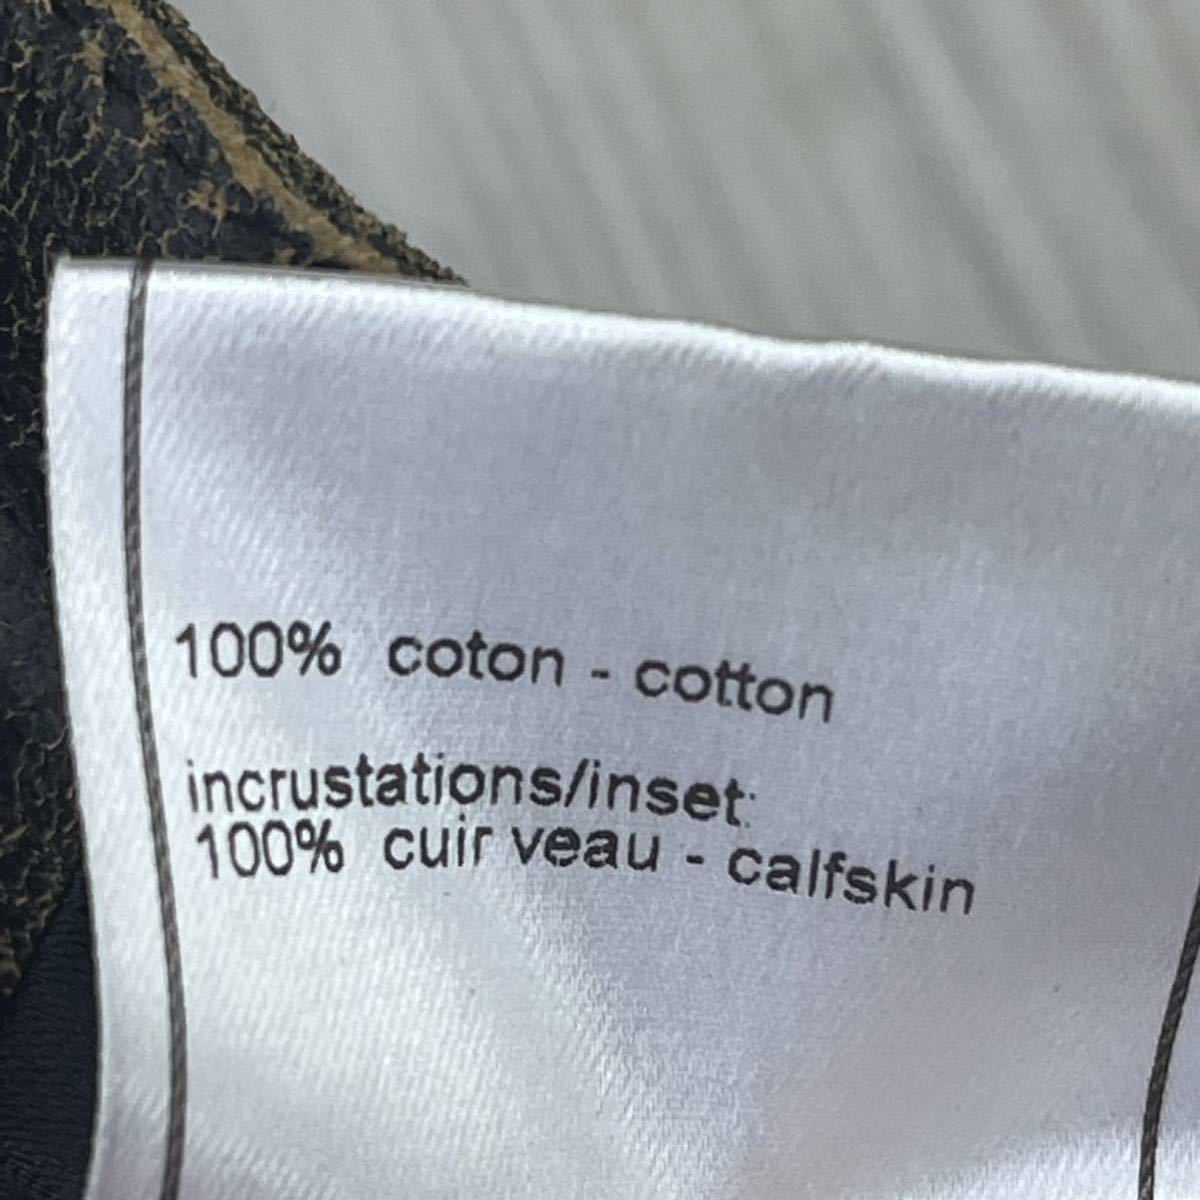 100% coton - cotton
incrustations/inset:
100% cuir veau - calfskin